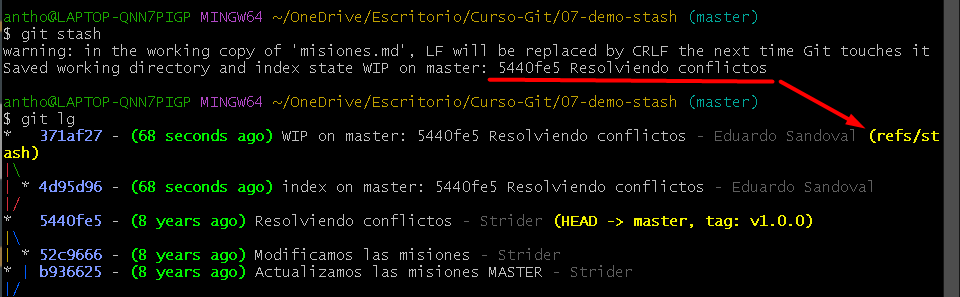 antho@LAPTOP-QNN7PIGP MINGW64 ~/OneDrive/Escritorio/Curso-Git/07-demo-stash (master)
$ git stash
warning: in the working copy of 'misiones.md', LF will be replaced by CRLF the next time Git touches it
Saved working directory and index state WIP on master: 5440fe5 Resolviendo conflictos
antho@LAPTOP-QNN7PIGP MINGW64 ~/OneDrive/Escritorio/Curso-Git/07-demo-stash (master)
$ git lg
*   371af27 - (68 seconds ago) WIP on master: 5440fe5 Resolviendo conflictos - Eduardo Sandoval (refs/st
ash)
|\
| * 4d95d96 - (68 seconds ago) index on master: 5440fe5 Resolviendo conflictos - Eduardo Sandoval
|/
*   5440fe5 - (8 years ago) Resolviendo conflictos - Strider (HEAD -> master, tag: v1.0.0)
|\
| * 52c9666 - (8 years ago) Modificamos las misiones - Strider
* | b936625 - (8 years ago) Actualizamos las misiones MASTER - Strider
|/